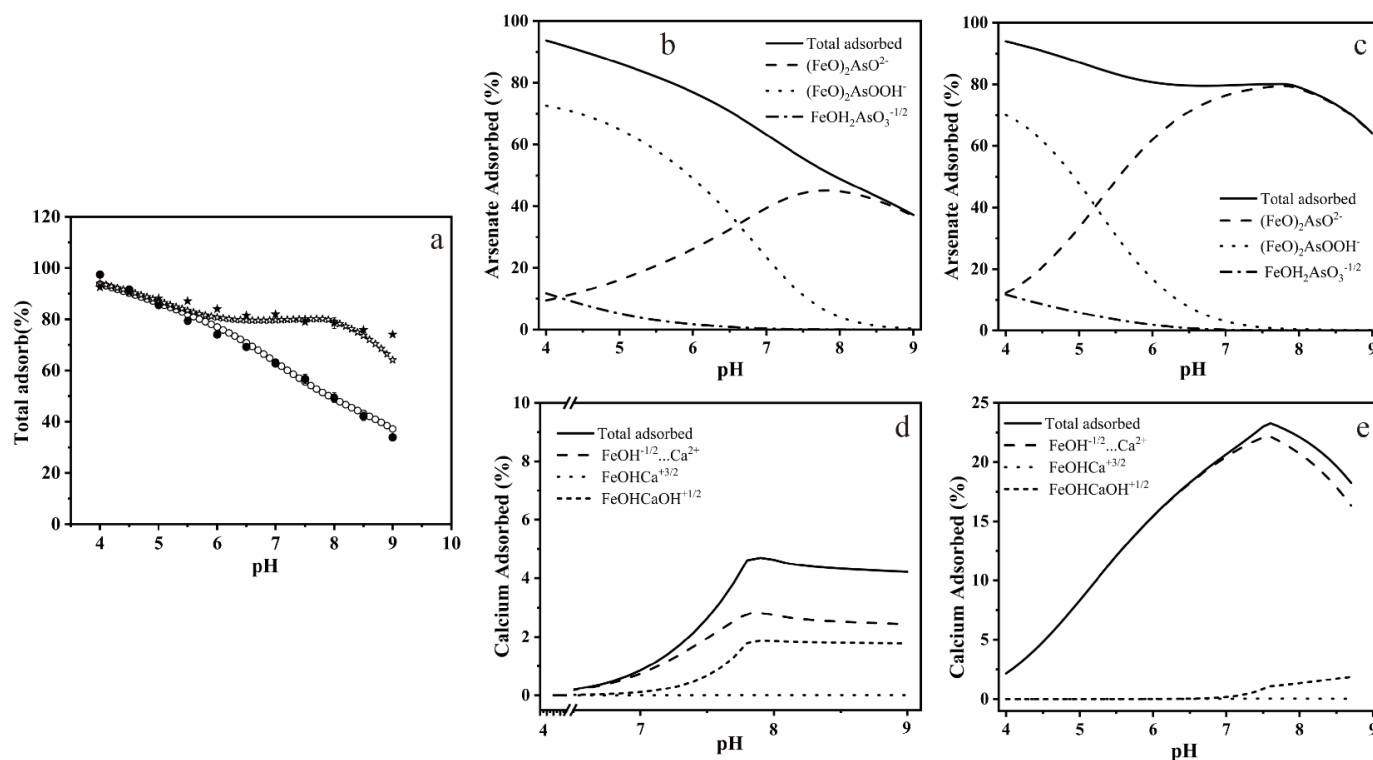 a
Total adsorb(%)
120
100
80
60
40
20
0
4 5 6 7 8 9 10
pH
b
Arsenate Adsorbed (%)
100
80
60
40
20
0
Total adsorbed
(FeO)₂AsO²⁻
(FeO)₂AsOOH⁻
FeOH₂AsO₃⁻¹/²
4 5 6 7 8 9
pH
c
Arsenate Adsorbed (%)
100
80
60
40
20
0
Total adsorbed
(FeO)₂AsO²⁻
(FeO)₂AsOOH⁻
FeOH₂AsO₃⁻¹/²
4 5 6 7 8 9
pH
d
Calcium Adsorbed (%)
10
8
6
4
2
0
Total adsorbed
FeOH⁻¹/²...Ca²⁺
FeOHCa⁺³/²
FeOHCaOH⁺¹/²
4 7 8 9
pH
e
Calcium Adsorbed (%)
25
20
15
10
5
0
Total adsorbed
FeOH⁻¹/²...Ca²⁺
FeOHCa⁺³/²
FeOHCaOH⁺¹/²
4 5 6 7 8 9
pH